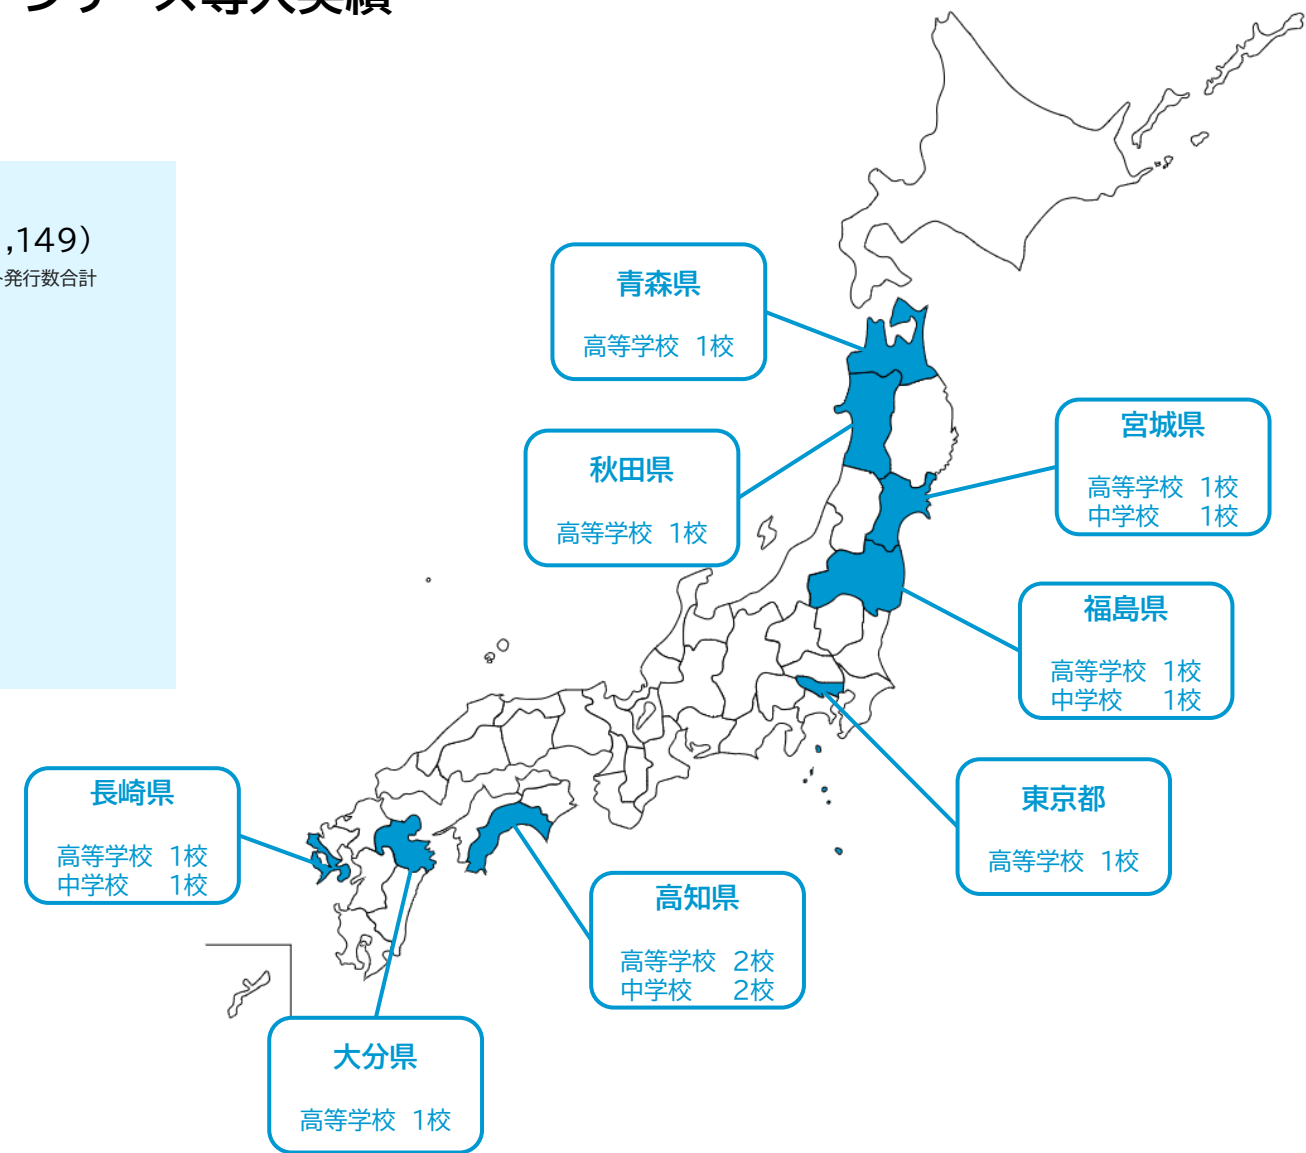 ,149)
発行数合計
青森県
高等学校 1校
秋田県
高等学校 1校
宮城県
高等学校 1校
中学校 1校
福島県
高等学校 1校
中学校 1校
東京都
高等学校 1校
長崎県
高等学校 1校
中学校 1校
高知県
高等学校 2校
中学校 2校
大分県
高等学校 1校